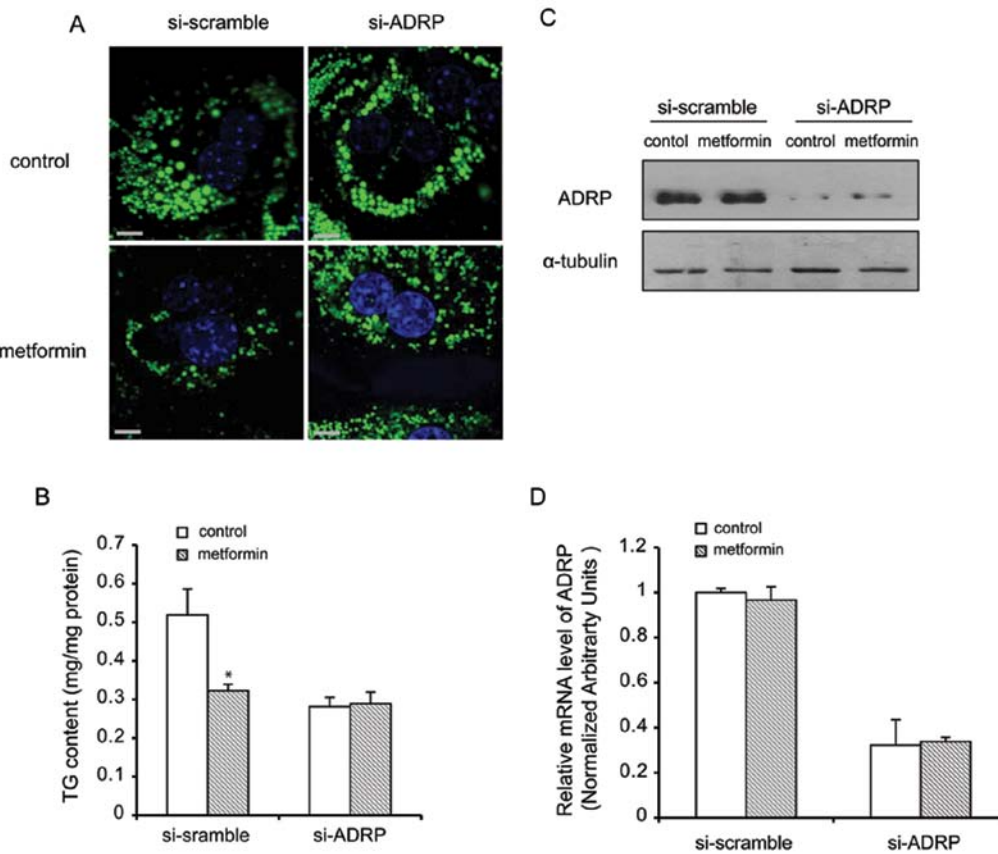 A
si-scramble si-ADRP
control
metformin
C
si-scramble si-ADRP
contol metformin control metformin
ADRP
α-tubulin
B
control
metformin
TG content (mg/mg protein)
0.7
0.6
0.5
0.4
0.3
0.2
0.1
0
*
si-sramble si-ADRP
D
control
metformin
Relative mRNA level of ADRP
(Normalized Arbitrarty Units )
1.2
1
0.8
0.6
0.4
0.2
0
si-scramble si-ADRP